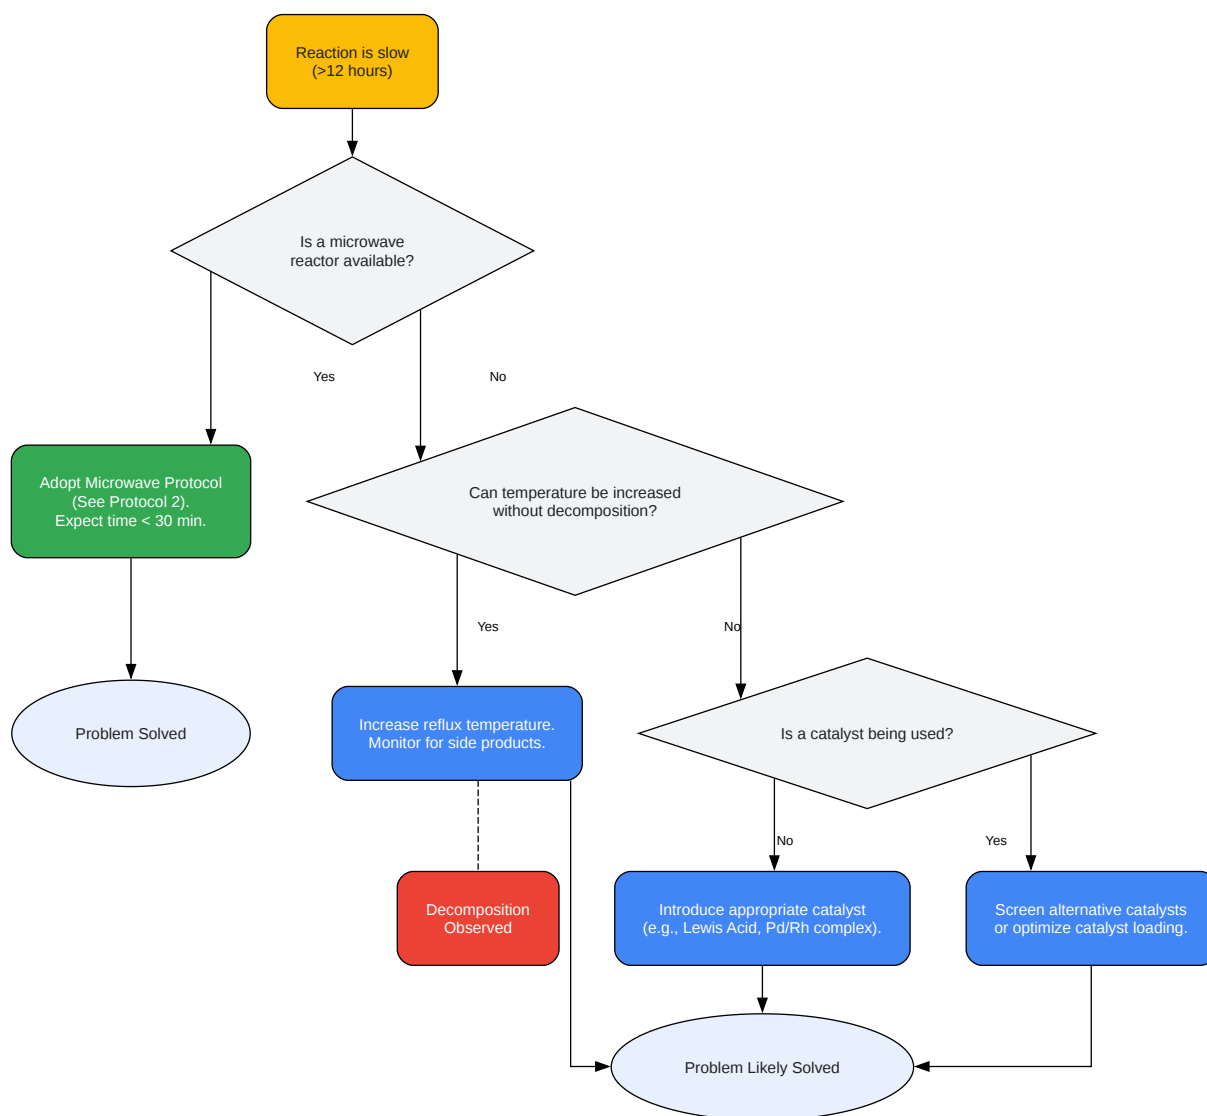 Reaction is slow
(>12 hours)
Is a microwave
reactor available?
Yes
No
Adopt Microwave Protocol
(See Protocol 2).
Expect time < 30 min.
Can temperature be increased
without decomposition?
Yes
No
Problem Solved
Increase reflux temperature.
Monitor for side products.
Is a catalyst being used?
No
Yes
Decomposition
Observed
Introduce appropriate catalyst
(e.g., Lewis Acid, Pd/Rh complex).
Screen alternative catalysts
or optimize catalyst loading.
Problem Likely Solved